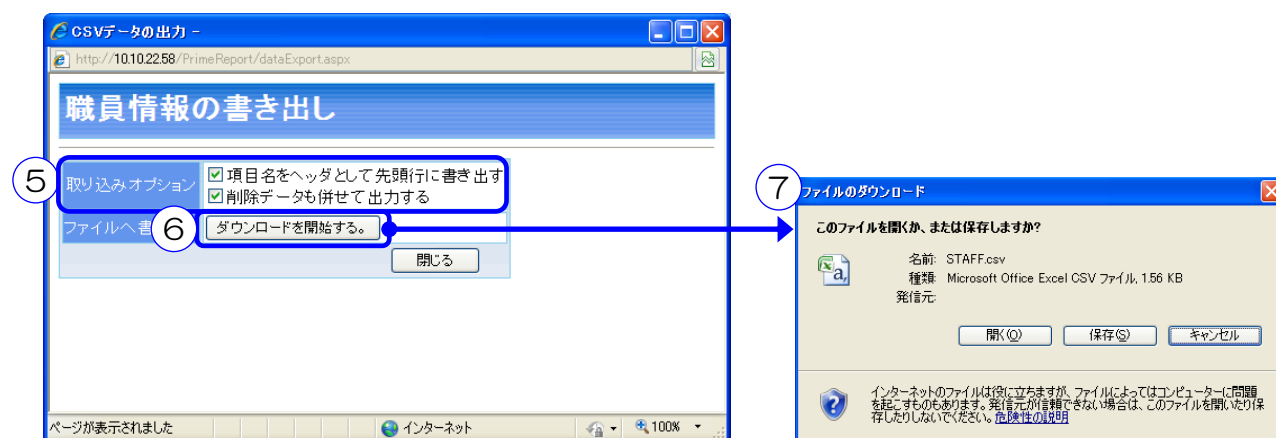 CSVデータの出力 -
http://10.10.22.58/PrimeReport/dataExport.aspx
職員情報の書き出し
⑤
取り込みオプション
項目名をヘッダとして先頭行に書き出す
削除データも併せて出力する
ファイルへ書
⑥
ダウンロードを開始する。
閉じる
ページが表示されました
インターネット
100%
⑦
ファイルのダウンロード
このファイルを開くか、または保存しますか?
名前: STAFF.csv
種類: Microsoft Office Excel CSV ファイル, 1.56 KB
発信元:
開く(O)
保存(S)
キャンセル
インターネットのファイルは役に立ちますが、ファイルによってはコンピューターに問題
を起こすものもあります。発信元が信頼できない場合は、このファイルを開いたり保
存したりしないでください。危険性の説明